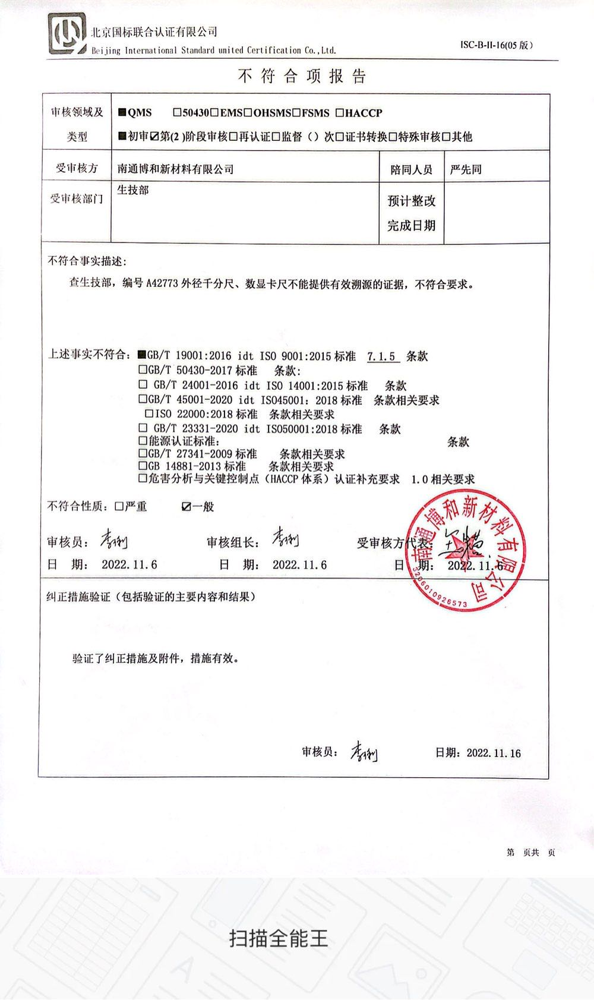 北京国标联合认证有限公司
Beijing International Standard united Certification Co.,Ltd.
ISC-B-II-16(05 版)
不符合项报告
审核领域及类型
■QMS □50430□EMS□OHSMS□FSMS □HACCP
■初审☑第(2 )阶段审核□再认证□监督（）次□证书转换□特殊审核□其他
受审核方 南通博和新材料有限公司 陪同人员 严先同
受审核部门 生技部 预计整改完成日期
不符合事实描述:
查生技部，编号 A42773 外径千分尺、数显卡尺不能提供有效溯源的证据，不符合要求。
上述事实不符合: ■GB/T 19001:2016 idt ISO 9001:2015 标准 7.1.5 条款
□GB/T 50430-2017 标准 条款:
□ GB/T 24001-2016 idt ISO 14001:2015 标准 条款
□GB/T 45001-2020 idt ISO45001: 2018 标准 条款相关要求
□ISO 22000:2018 标准 条款相关要求
□ GB/T 23331-2020 idt ISO50001:2018 标准 条款
□能源认证标准: 条款
□GB/T 27341-2009 标准 条款相关要求
□GB 14881-2013 标准 条款相关要求
□危害分析与关键控制点（HACCP 体系）认证补充要求 1.0 相关要求
不符合性质: □严重 ☑一般
审核员: 审核组长: 受审核方代表:
日 期: 2022.11.6 日 期: 2022.11.6 日 期: 2022.11.6
南通博和新材料有限公司
3206010926573
纠正措施验证（包括验证的主要内容和结果）
验证了纠正措施及附件，措施有效。
审核员: 日期: 2022.11.16
第 页共 页
扫描全能王